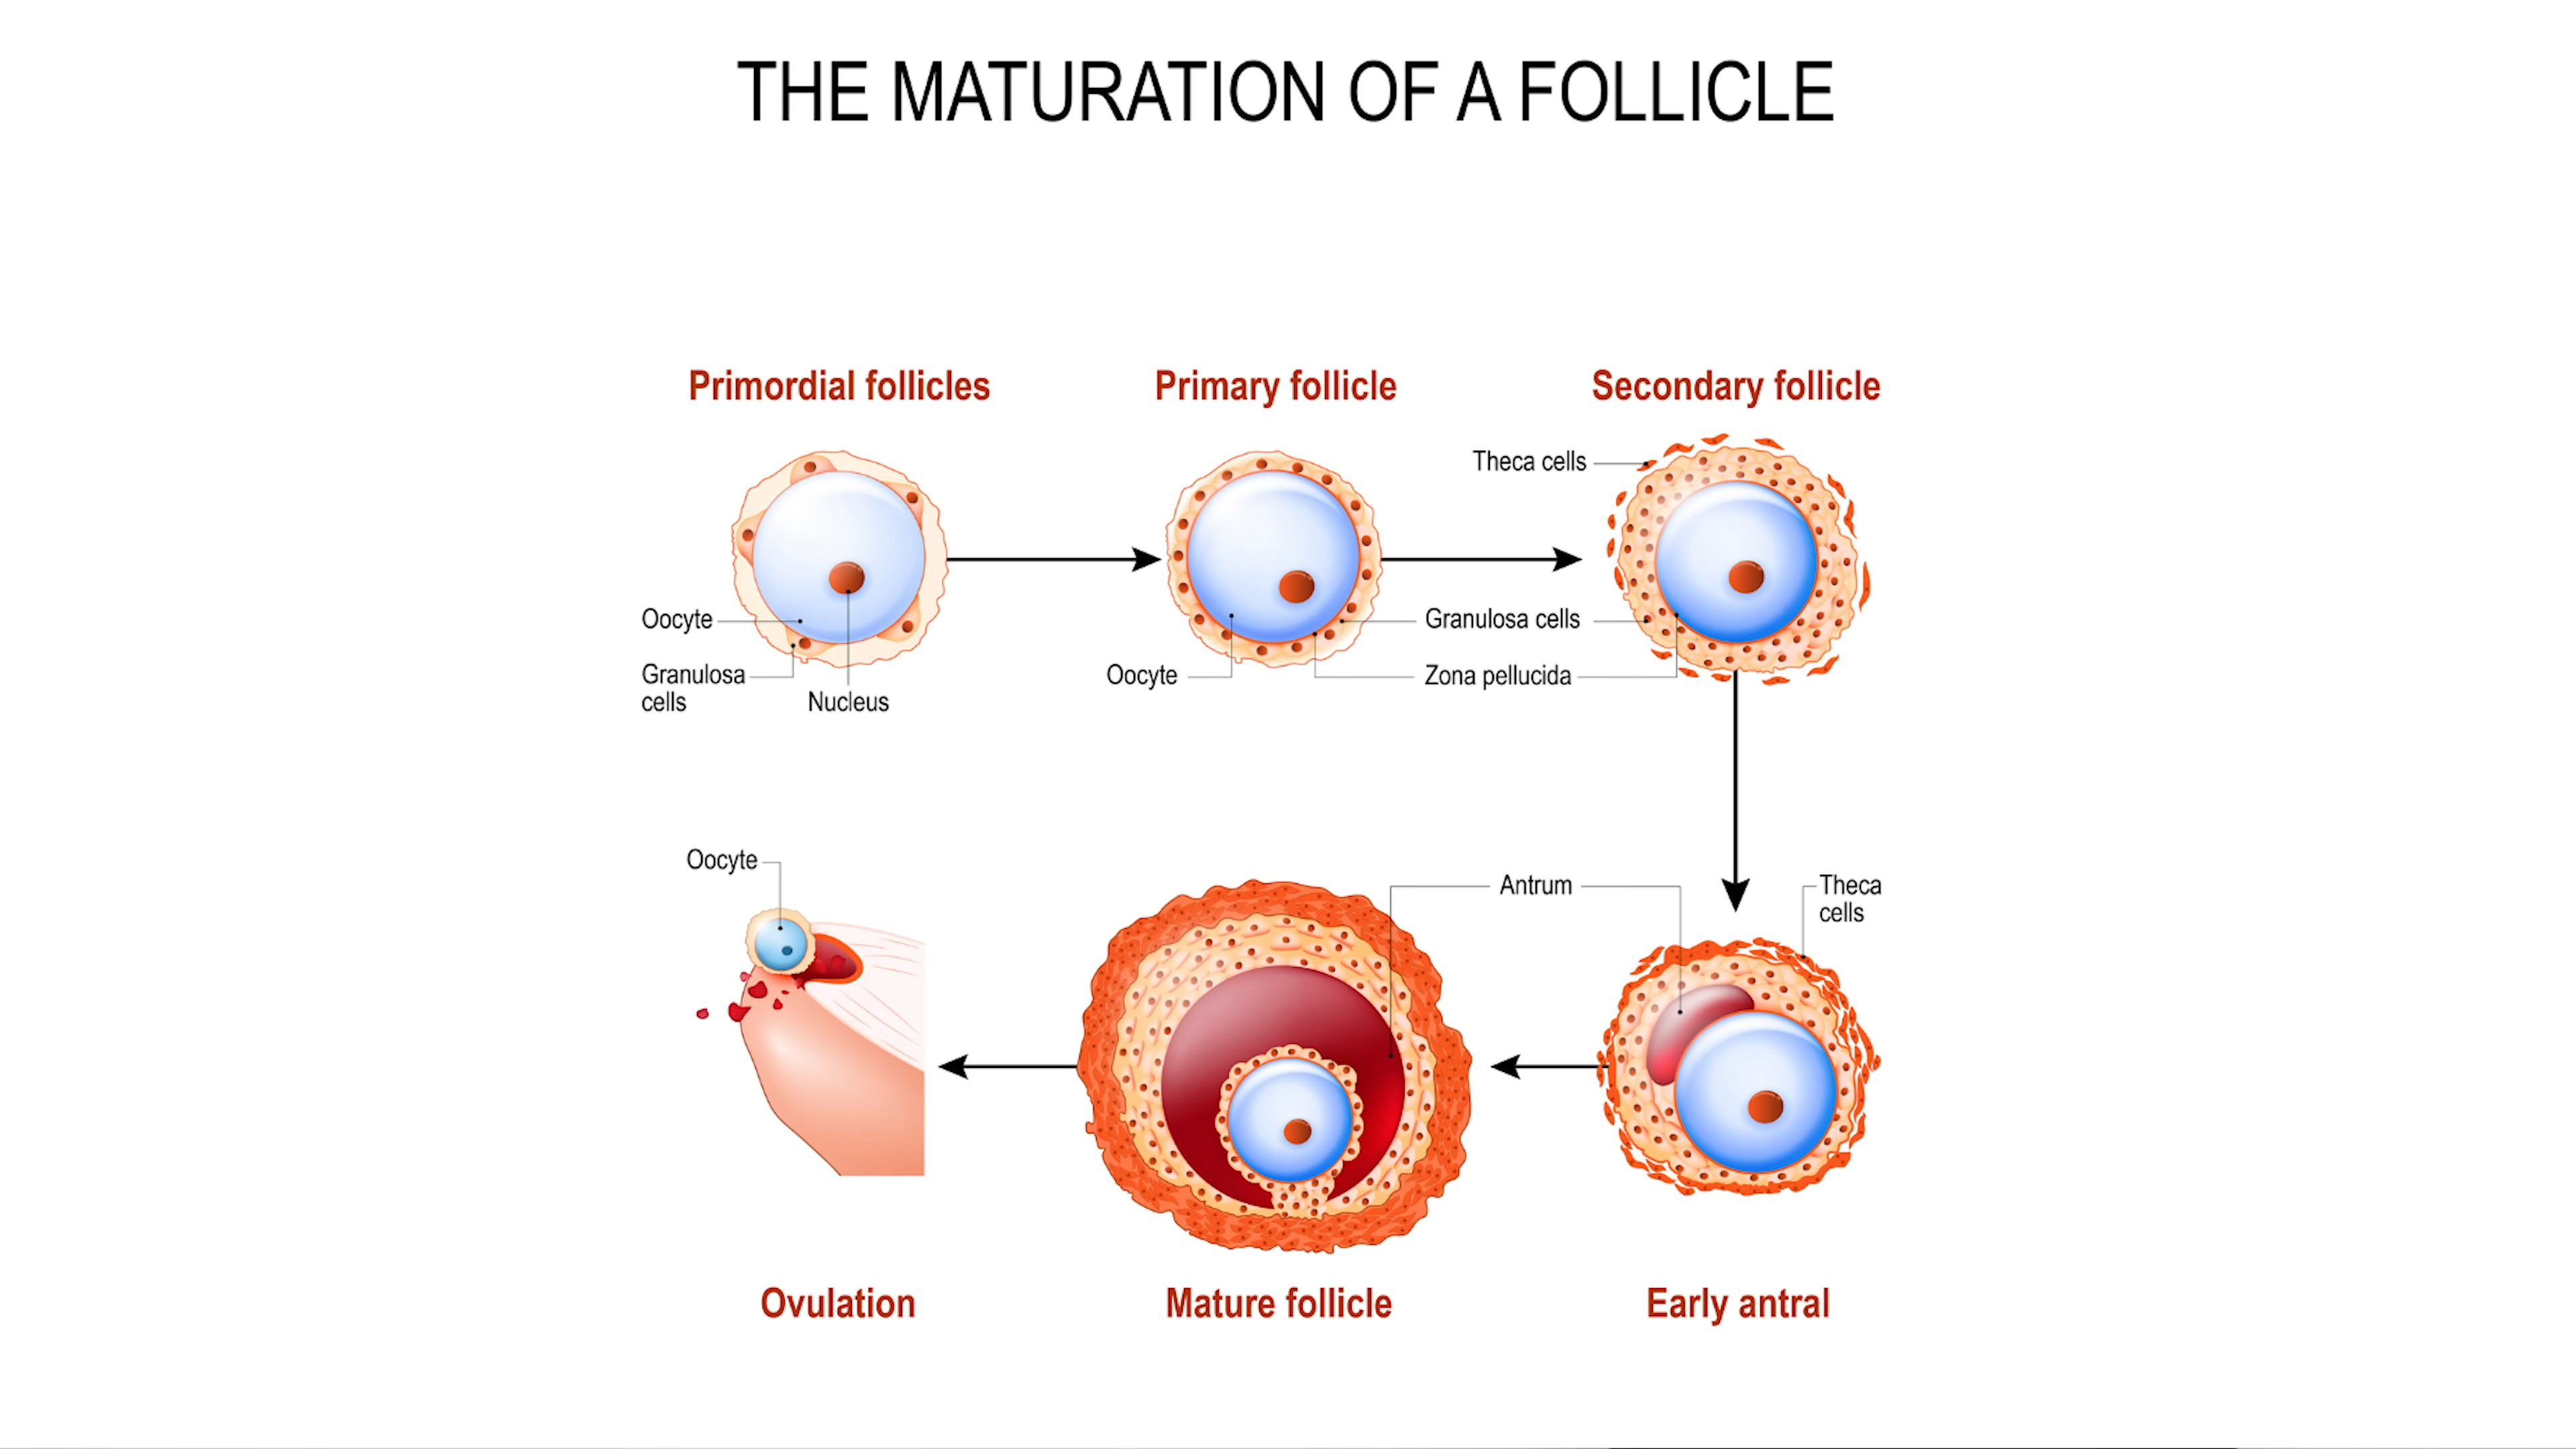 THE MATURATION OF A FOLLICLE
Primordial follicles
Primary follicle
Secondary follicle
Theca cells
Oocyte
Granulosa
cells
Nucleus
Oocyte
Granulosa cells
Zona pellucida
Oocyte
Antrum
Theca
cells
Ovulation
Mature follicle
Early antral